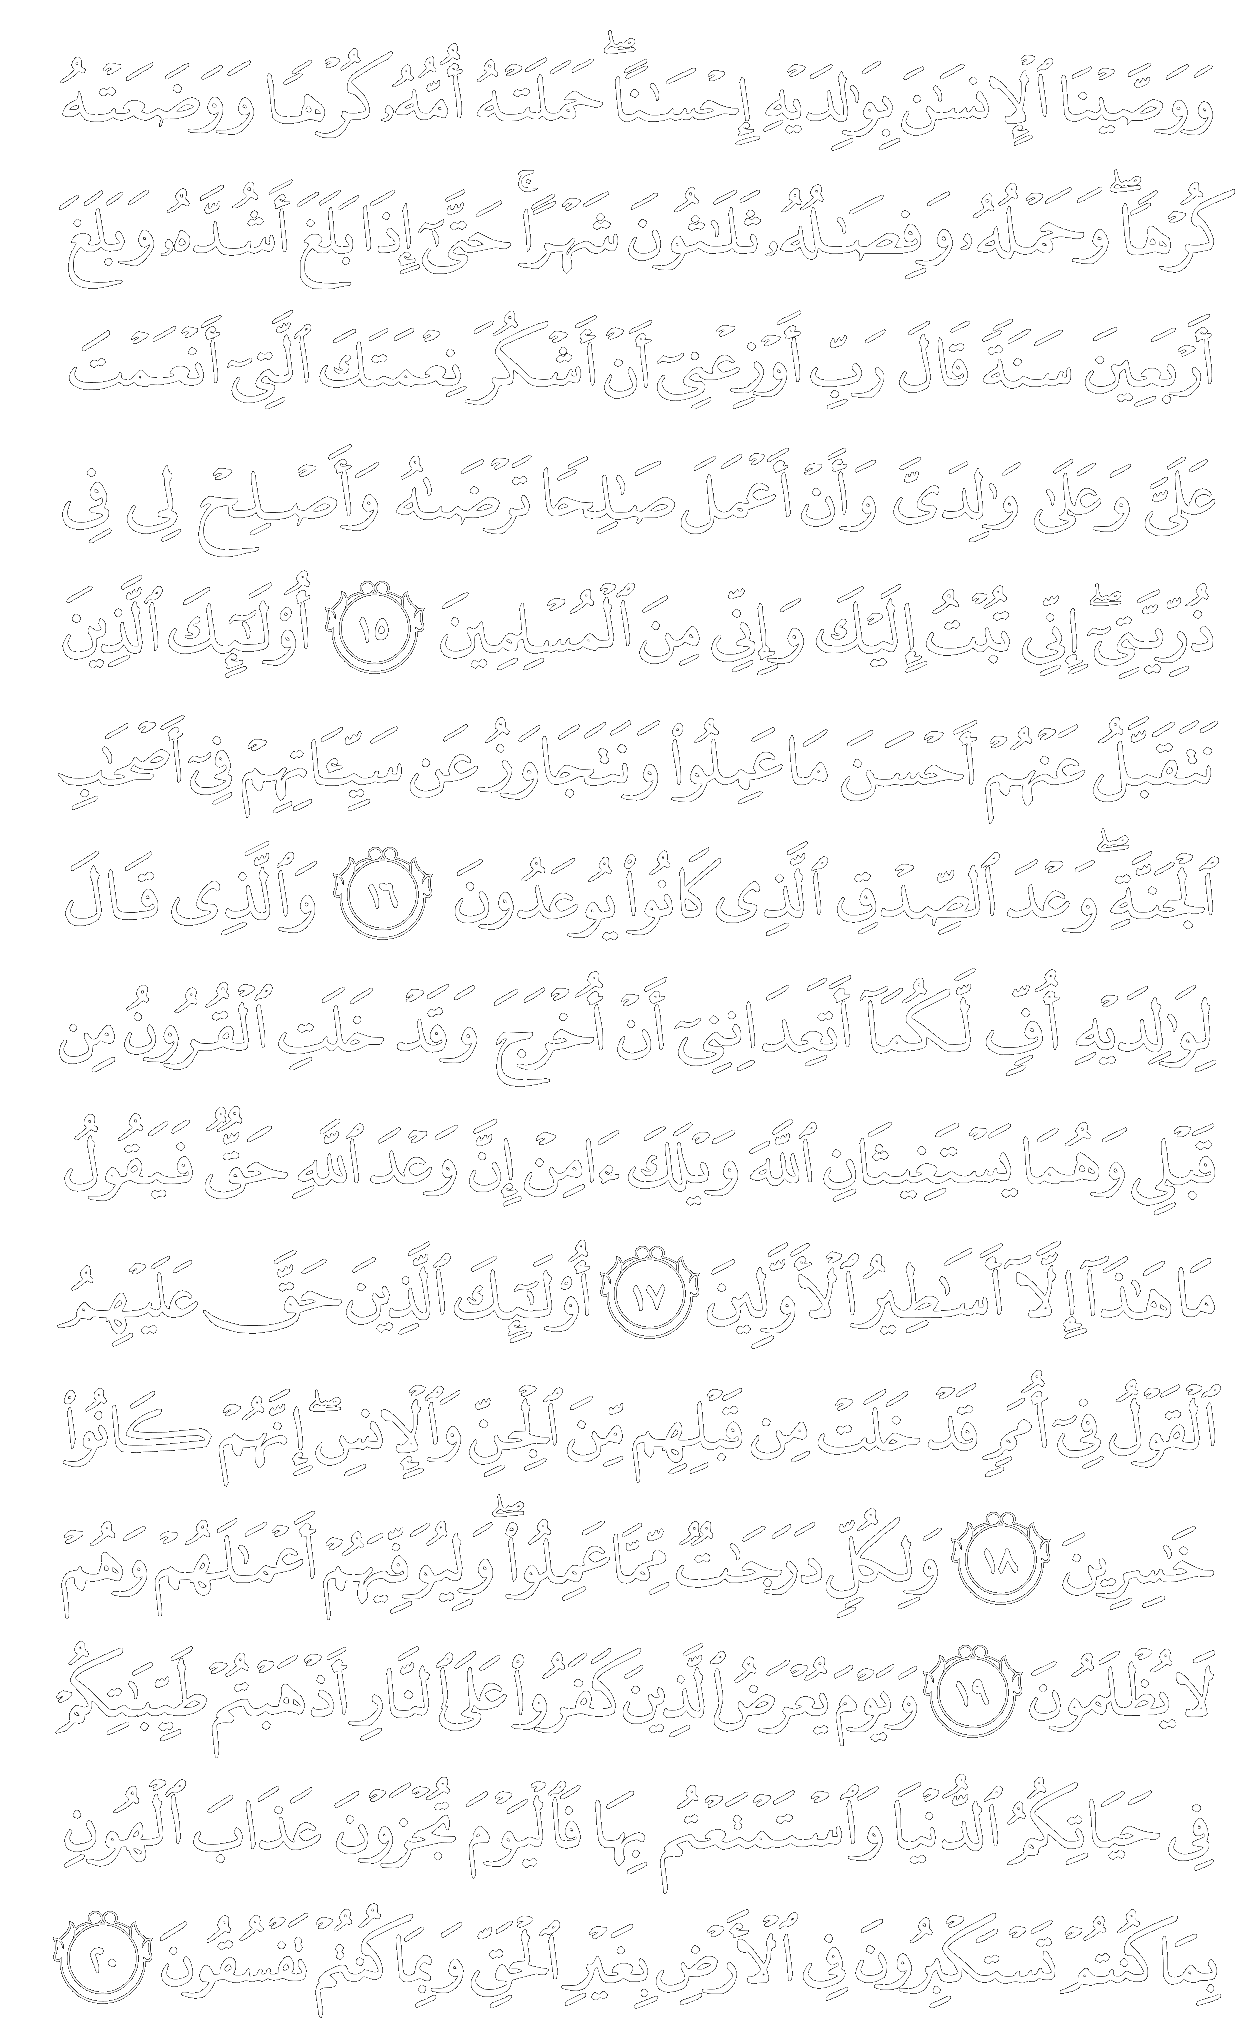 وَوَصَّيْنَا ٱلْإِنسَٰنَ بِوَٰلِدَيْهِ إِحْسَٰنًا ۖ حَمَلَتْهُ أُمُّهُۥ كُرْهًا وَوَضَعَتْهُ
كُرْهًا ۖ وَحَمْلُهُۥ وَفِصَٰلُهُۥ ثَلَٰثُونَ شَهْرًا ۚ حَتَّىٰٓ إِذَا بَلَغَ أَشُدَّهُۥ وَبَلَغَ
أَرْبَعِينَ سَنَةً قَالَ رَبِّ أَوْزِعْنِىٓ أَنْ أَشْكُرَ نِعْمَتَكَ ٱلَّتِىٓ أَنْعَمْتَ
عَلَىَّ وَعَلَىٰ وَٰلِدَىَّ وَأَنْ أَعْمَلَ صَٰلِحًا تَرْضَىٰهُ وَأَصْلِحْ لِى فِى
ذُرِّيَّتِىٓ ۖ إِنِّى تُبْتُ إِلَيْكَ وَإِنِّى مِنَ ٱلْمُسْلِمِينَ ١٥ أُو۟لَٰٓئِكَ ٱلَّذِينَ
نَتَقَبَّلُ عَنْهُمْ أَحْسَنَ مَا عَمِلُوا۟ وَنَتَجَاوَزُ عَن سَيِّـَٔاتِهِمْ فِىٓ أَصْحَٰبِ
ٱلْجَنَّةِ ۖ وَعْدَ ٱلصِّدْقِ ٱلَّذِى كَانُوا۟ يُوعَدُونَ ١٦ وَٱلَّذِى قَالَ
لِوَٰلِدَيْهِ أُفٍّ لَّكُمَآ أَتَعِدَانِنِىٓ أَنْ أُخْرَجَ وَقَدْ خَلَتِ ٱلْقُرُونُ مِن
قَبْلِى وَهُمَا يَسْتَغِيثَانِ ٱللَّهَ وَيْلَكَ ءَامِنْ إِنَّ وَعْدَ ٱللَّهِ حَقٌّ فَيَقُولُ
مَا هَٰذَآ إِلَّآ أَسَٰطِيرُ ٱلْأَوَّلِينَ ١٧ أُو۟لَٰٓئِكَ ٱلَّذِينَ حَقَّ عَلَيْهِمُ
ٱلْقَوْلُ فِىٓ أُمَمٍ قَدْ خَلَتْ مِن قَبْلِهِم مِّنَ ٱلْجِنِّ وَٱلْإِنسِ ۖ إِنَّهُمْ كَانُوا۟
خَٰسِرِينَ ١٨ وَلِكُلٍّ دَرَجَٰتٌ مِّمَّا عَمِلُوا۟ ۖ وَلِيُوَفِّيَهُمْ أَعْمَٰلَهُمْ وَهُمْ
لَا يُظْلَمُونَ ١٩ وَيَوْمَ يُعْرَضُ ٱلَّذِينَ كَفَرُوا۟ عَلَى ٱلنَّارِ أَذْهَبْتُمْ طَيِّبَٰتِكُمْ
فِى حَيَاتِكُمُ ٱلدُّنْيَا وَٱسْتَمْتَعْتُم بِهَا فَٱلْيَوْمَ تُجْزَوْنَ عَذَابَ ٱلْهُونِ
بِمَا كُنتُمْ تَسْتَكْبِرُونَ فِى ٱلْأَرْضِ بِغَيْرِ ٱلْحَقِّ وَبِمَا كُنتُمْ تَفْسُقُونَ ٢٠